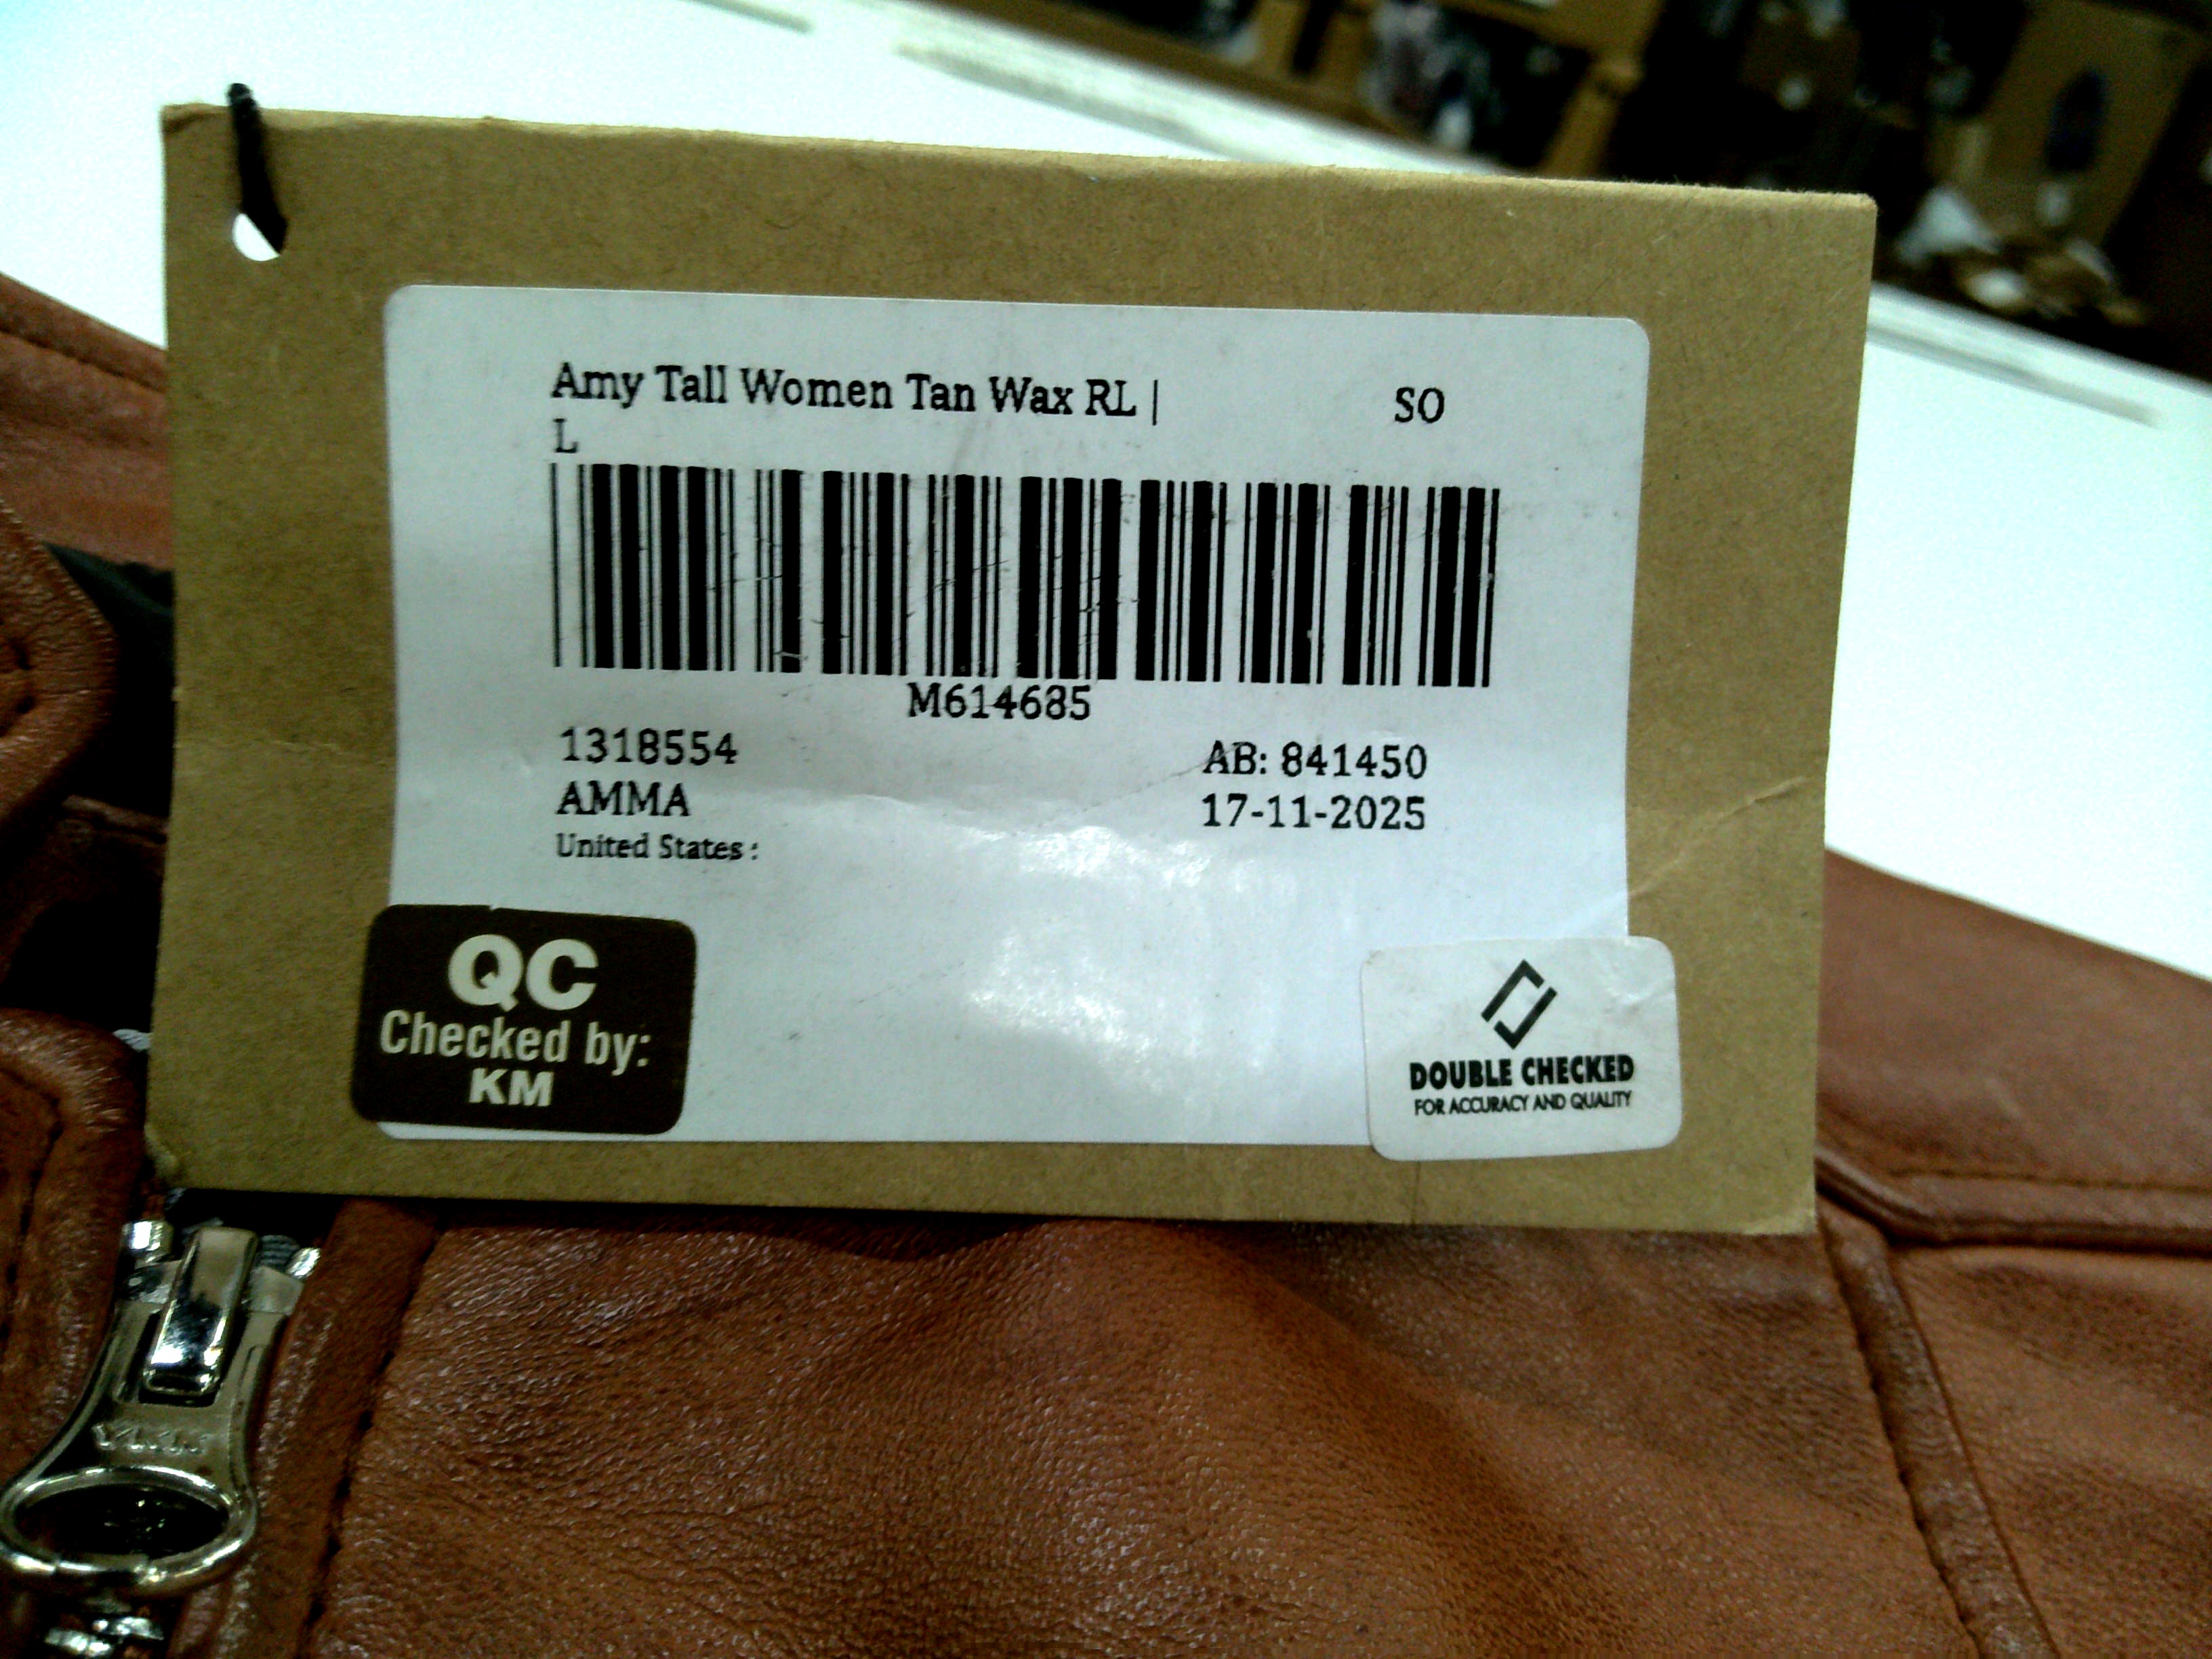 Amy Tall Women Tan Wax RL |
L
SO
M614685
1318554
AB: 841450
AMMA
17-11-2025
United States :
QC
Checked by:
KM
DOUBLE CHECKED
FOR ACCURACY AND QUALITY